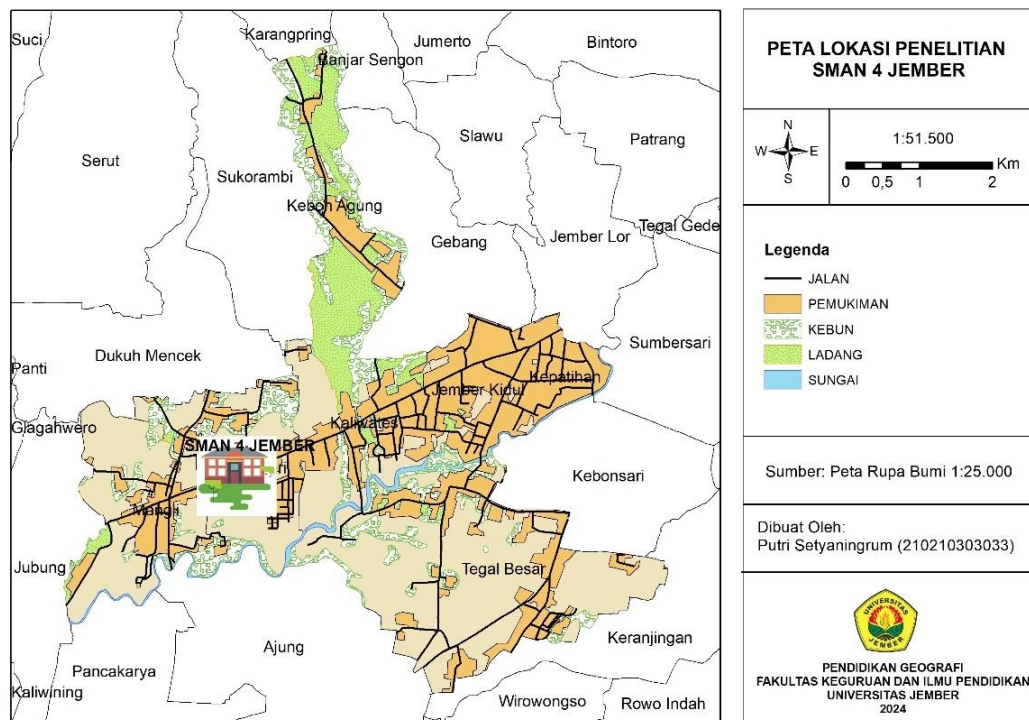 Suci
Karangpring
Jumerto
Bintoro
Banjar Sengon
Slawu
Patrang
Serut
Sukorambi
Keboh Agung
Tegal Gede
Gebang
Jember Lor
Sumbersari
Dukuh Mencek
Panti
Kepatihan
Jember Kidul
Glagahwero
Kaliwates
SMAN 4 JEMBER
Kebonsari
Mangli
Jubung
Tegal Besar
Keranjingan
Ajung
Pancakarya
Kaliwining
Wirowongso
Rowo Indah
PETA LOKASI PENELITIAN
SMAN 4 JEMBER
N
W E
S
1:51.500
Km
0 0,5 1 2
Legenda
JALAN
PEMUKIMAN
KEBUN
LADANG
SUNGAI
Sumber: Peta Rupa Bumi 1:25.000
Dibuat Oleh:
Putri Setyaningrum (210210303033)
UNIVERSITAS
JEMBER
PENDIDIKAN GEOGRAFI
FAKULTAS KEGURUAN DAN ILMU PENDIDIKAN
UNIVERSITAS JEMBER
2024